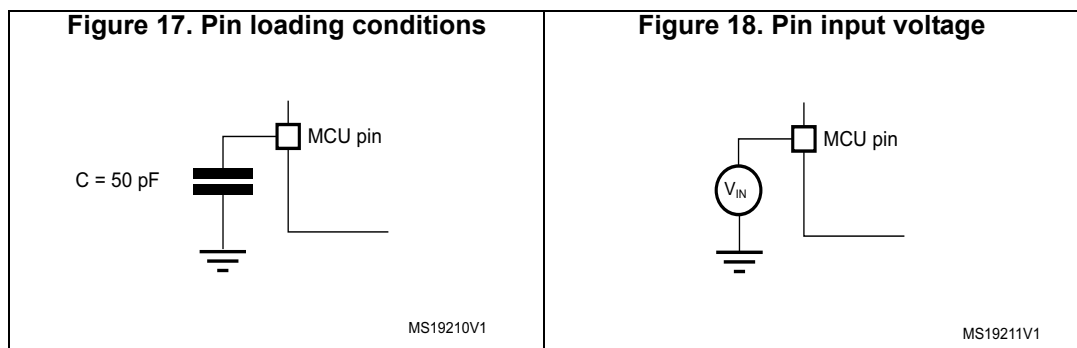 Figure 17. Pin loading conditions
MCU pin
C = 50 pF
MS19210V1
Figure 18. Pin input voltage
MCU pin
VIN
MS19211V1